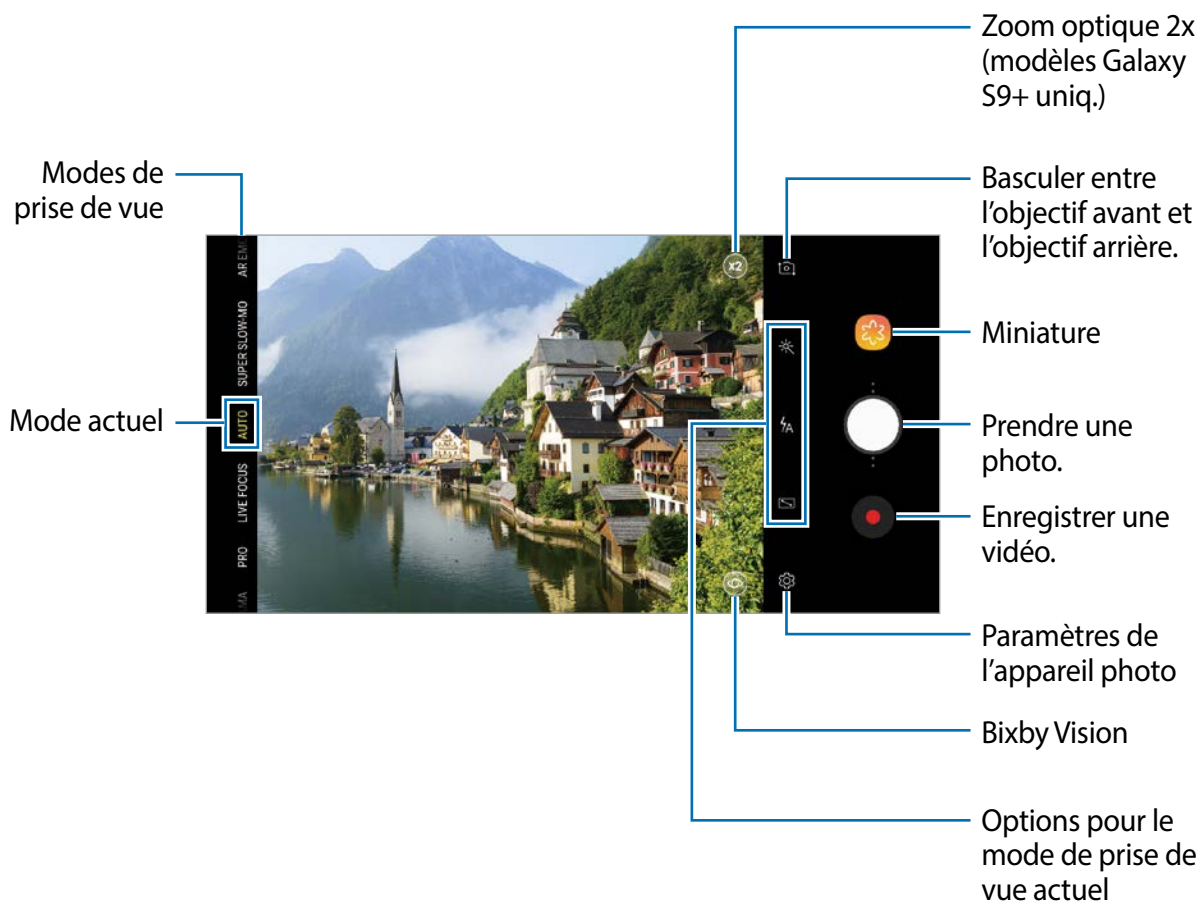 Zoom optique 2x
(modèles Galaxy
S9+ uniq.)
Modes de
prise de vue
Basculer entre
l'objectif avant et
l'objectif arrière.
Miniature
Mode actuel
Prendre une
photo.
Enregistrer une
vidéo.
Paramètres de
l'appareil photo
Bixby Vision
Options pour le
mode de prise de
vue actuel
AR EMO
SUPER SLOW-MO
AUTO
LIVE FOCUS
PRO
MA
x2
A